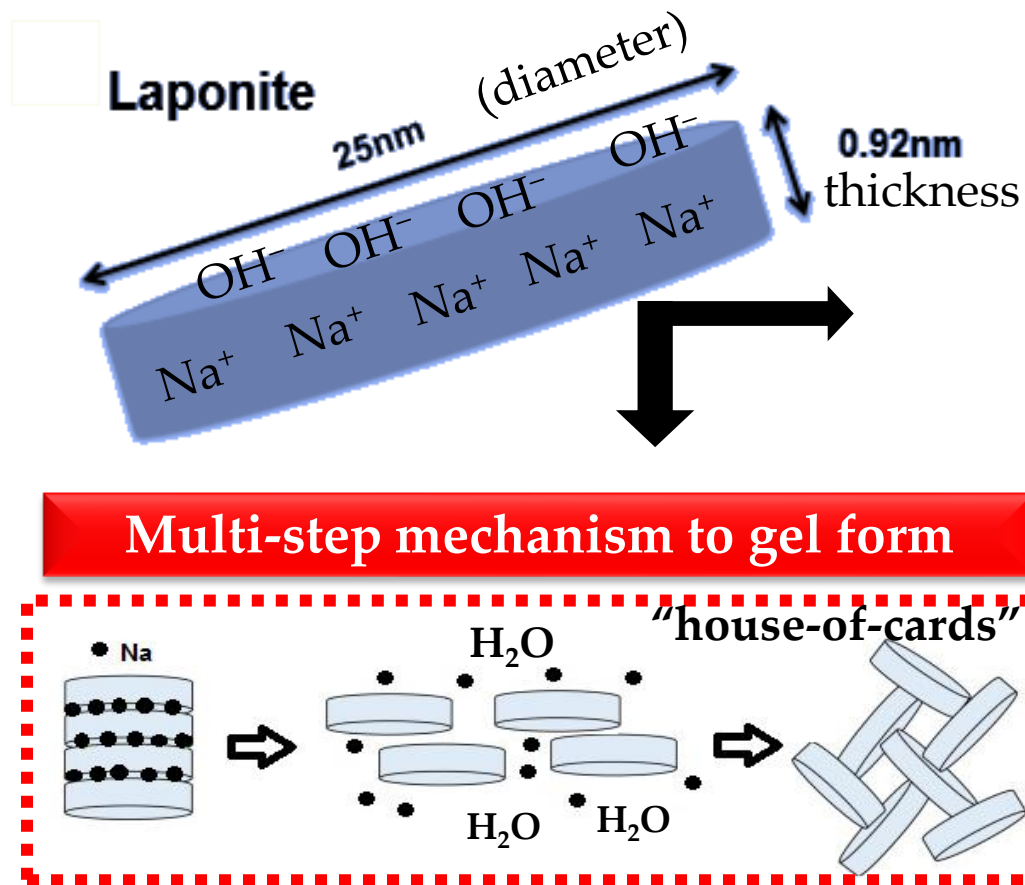 Laponite
(diameter)
25nm
0.92nm
thickness
OH⁻ OH⁻ OH⁻ OH⁻
Na⁺ Na⁺ Na⁺ Na⁺ Na⁺
Multi-step mechanism to gel form
“house-of-cards”
Na
H₂O
H₂O
H₂O